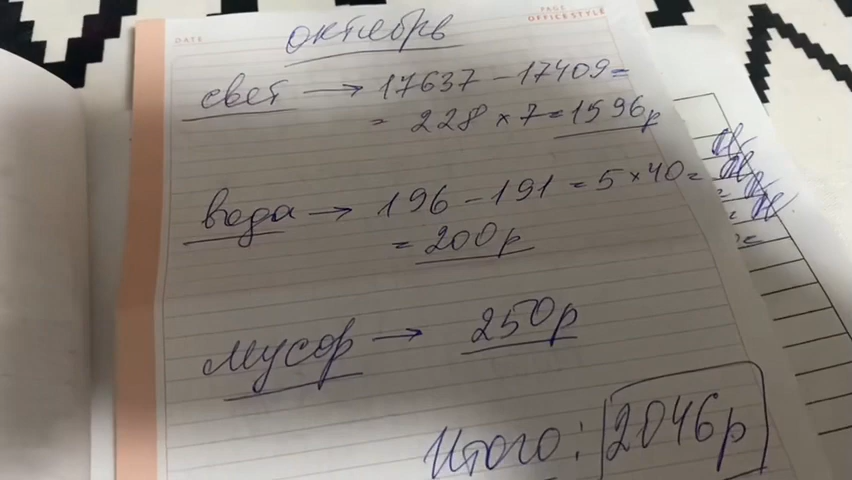 DATE
PAGE
OFFICE STYLE
октябрь
свет → 17637 - 17409 =
= 228 × 7 = 1596р
вода → 196 - 191 = 5 × 40 =
= 200р
мусор → 250р
Итого: 2046р